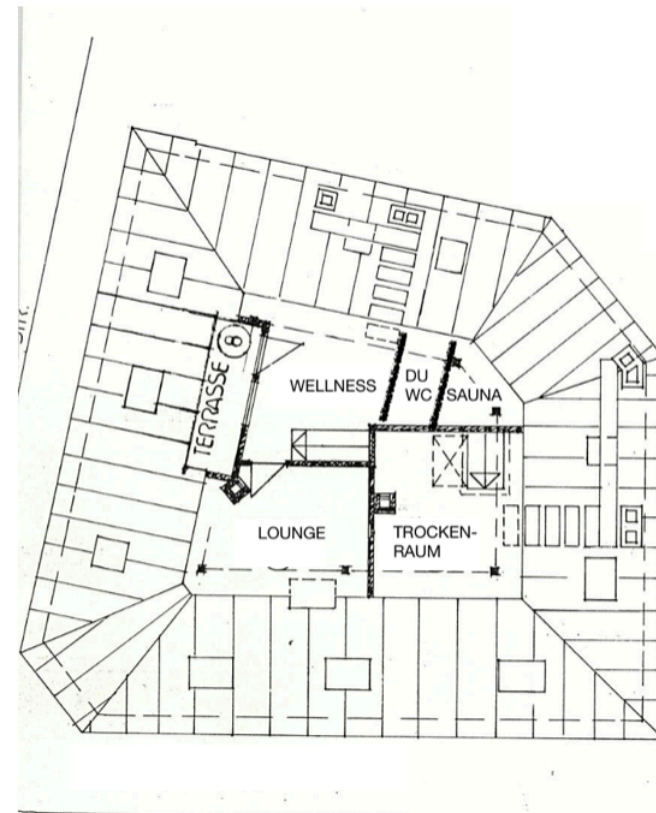 TERRASSE 8
WELLNESS
DU
WC
SAUNA
LOUNGE
TROCKEN-
RAUM